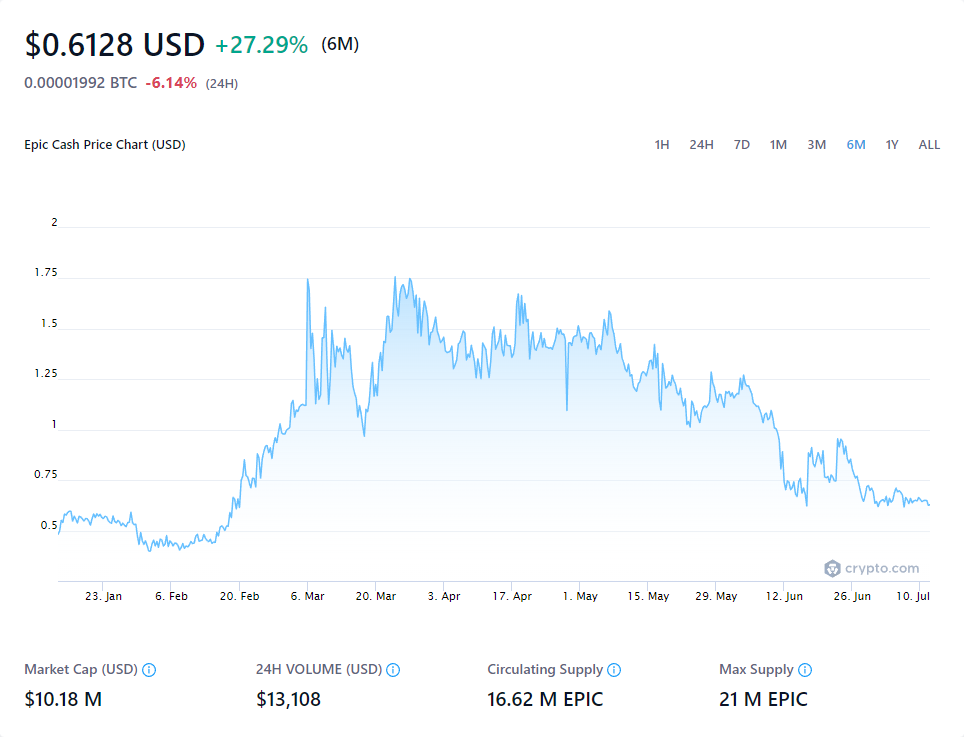 $0.6128 USD +27.29% (6M)
0.00001992 BTC -6.14% (24H)
Epic Cash Price Chart (USD) 1H 24H 7D 1M 3M 6M 1Y ALL
2
1.75
1.5
1.25
1
0.75
0.5
crypto.com
23. Jan 6. Feb 20. Feb 6. Mar 20. Mar 3. Apr 17. Apr 1. May 15. May 29. May 12. Jun 26. Jun 10. Jul
Market Cap (USD) 24H VOLUME (USD) Circulating Supply Max Supply
$10.18 M $13,108 16.62 M EPIC 21 M EPIC